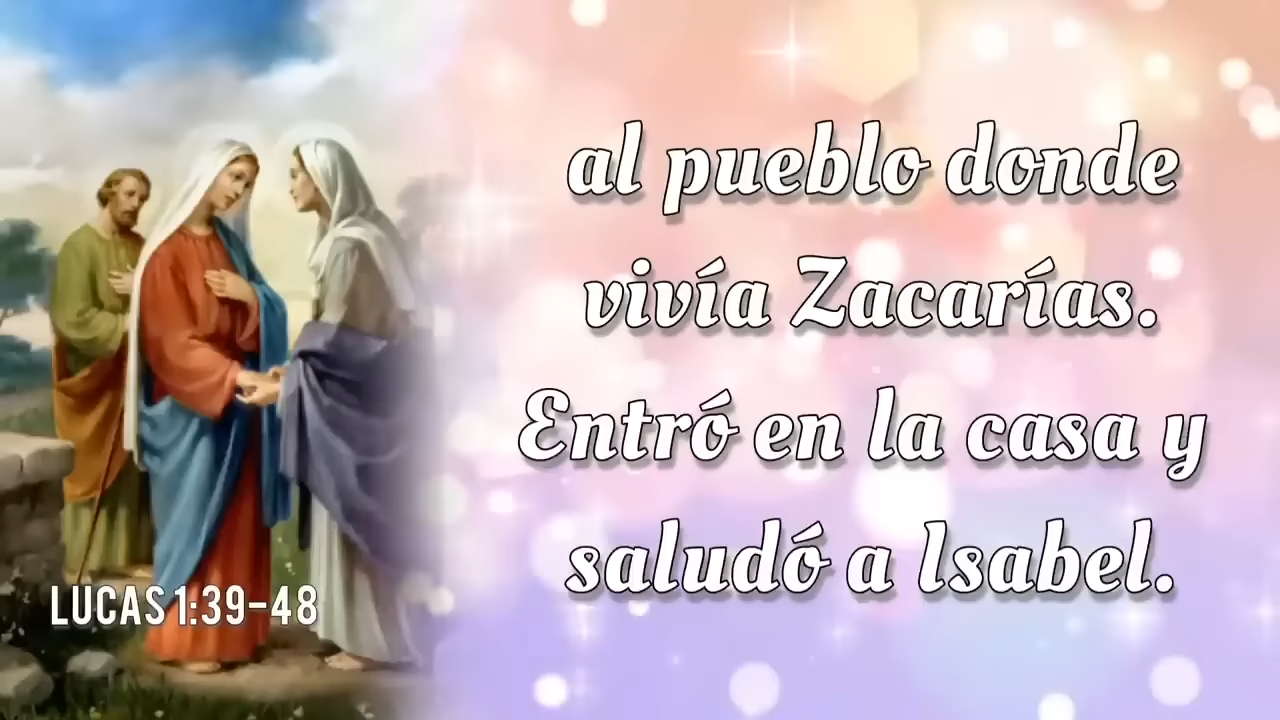 al pueblo donde
vivía Zacarías.
Entró en la casa y
saludó a Isabel.
LUCAS 1:39-48